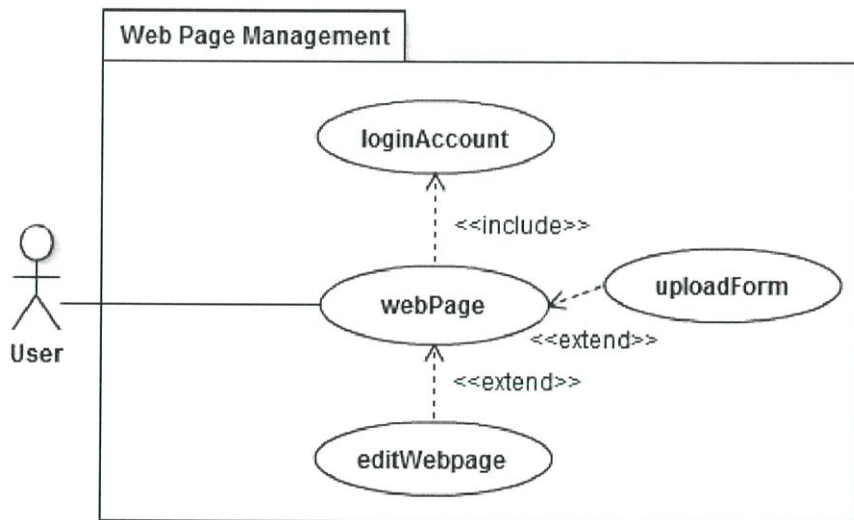 Web Page Management
loginAccount
<<include>>
webPage
uploadForm
User
<<extend>>
<<extend>>
editWebpage